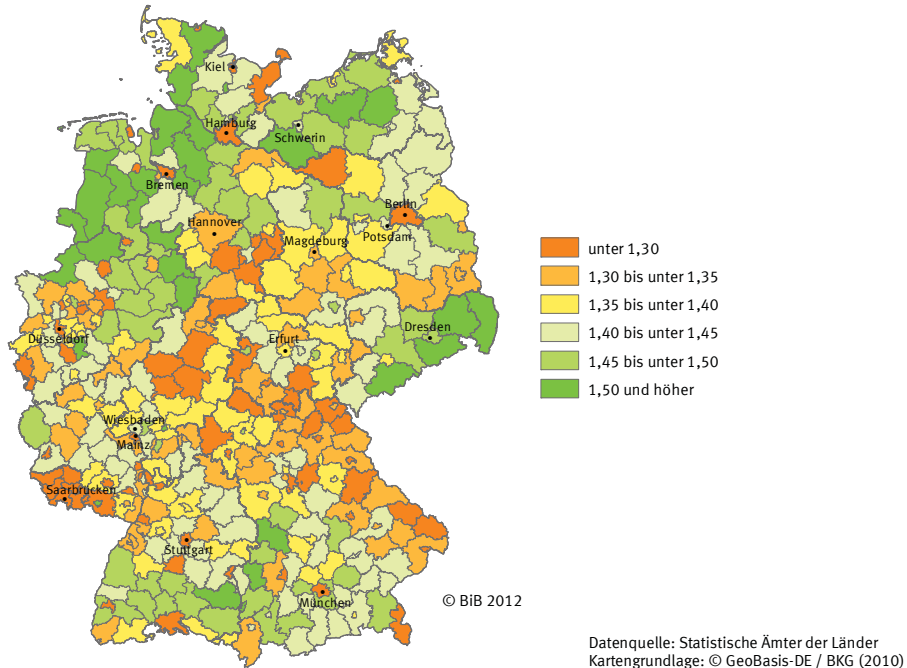 Kiel
Hamburg
Schwerin
Bremen
Berlin
Hannover
Magdeburg
Potsdam
unter 1,30
1,30 bis unter 1,35
1,35 bis unter 1,40
1,40 bis unter 1,45
1,45 bis unter 1,50
1,50 und höher
Düsseldorf
Erfurt
Dresden
Wiesbaden
Mainz
Saarbrücken
Stuttgart
München
© BiB 2012
Datenquelle: Statistische Ämter der Länder
Kartengrundlage: © GeoBasis-DE / BKG (2010)